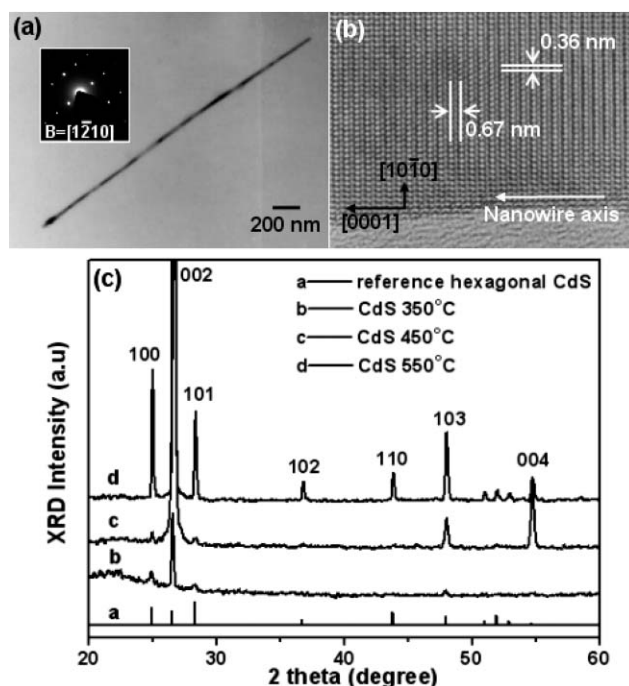 (a)
B=[1210]
200 nm
(b)
0.36 nm
0.67 nm
[101̄0]
[0001]
Nanowire axis
(c)
002
100
101
102
110
103
004
a — reference hexagonal CdS
b — CdS 350°C
c — CdS 450°C
d — CdS 550°C
d
c
b
a
XRD Intensity (a.u)
20
30
40
50
60
2 theta (degree)